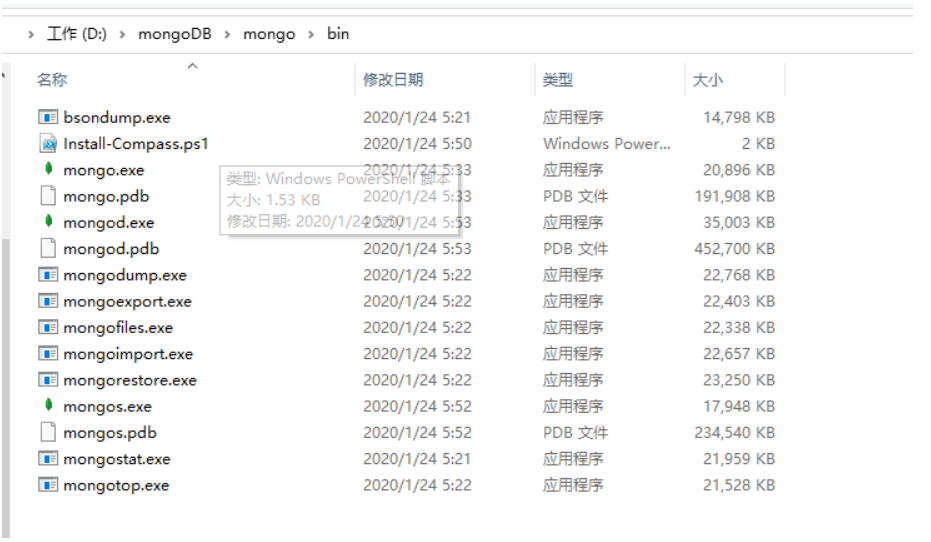 工作 (D:) › mongoDB › mongo › bin
名称 修改日期 类型 大小
bsondump.exe 2020/1/24 5:21 应用程序 14,798 KB
Install-Compass.ps1 2020/1/24 5:50 Windows Power... 2 KB
mongo.exe 2020/1/24 5:33 应用程序 20,896 KB
类型: Windows PowerShell 脚本
mongo.pdb 2020/1/24 5:33 PDB 文件 191,908 KB
大小: 1.53 KB
mongod.exe 2020/1/24 5:53 应用程序 35,003 KB
修改日期: 2020/1/24 5:50
mongod.pdb 2020/1/24 5:53 PDB 文件 452,700 KB
mongodump.exe 2020/1/24 5:22 应用程序 22,768 KB
mongoexport.exe 2020/1/24 5:22 应用程序 22,403 KB
mongofiles.exe 2020/1/24 5:22 应用程序 22,338 KB
mongoimport.exe 2020/1/24 5:22 应用程序 22,657 KB
mongorestore.exe 2020/1/24 5:22 应用程序 23,250 KB
mongos.exe 2020/1/24 5:52 应用程序 17,948 KB
mongos.pdb 2020/1/24 5:52 PDB 文件 234,540 KB
mongostat.exe 2020/1/24 5:21 应用程序 21,959 KB
mongotop.exe 2020/1/24 5:22 应用程序 21,528 KB